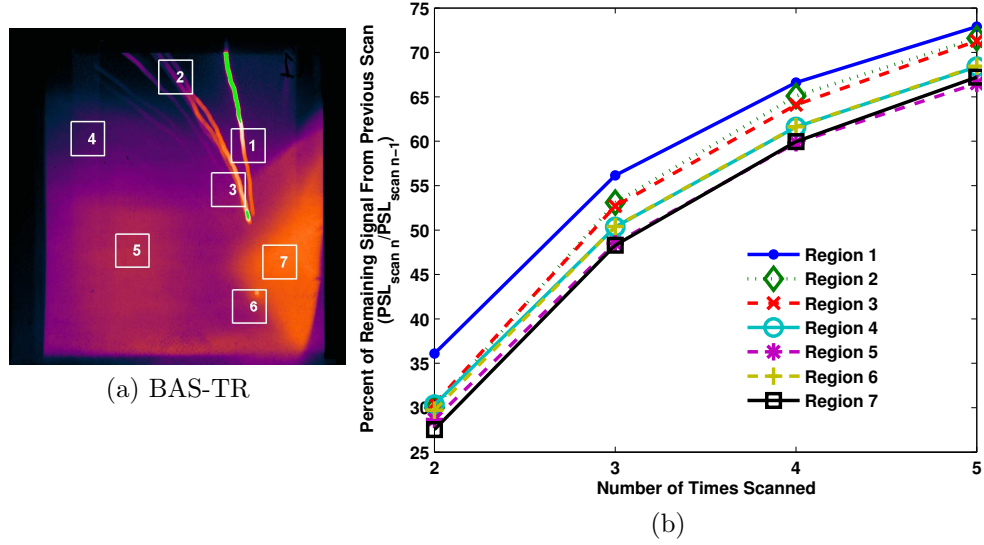 2
4
1
3
5
7
6
(a) BAS-TR
Percent of Remaining Signal From Previous Scan
(PSL_scan n/PSL_scan n−1)
75
70
65
60
55
50
45
40
35
30
25
2
3
4
5
Number of Times Scanned
Region 1
Region 2
Region 3
Region 4
Region 5
Region 6
Region 7
(b)